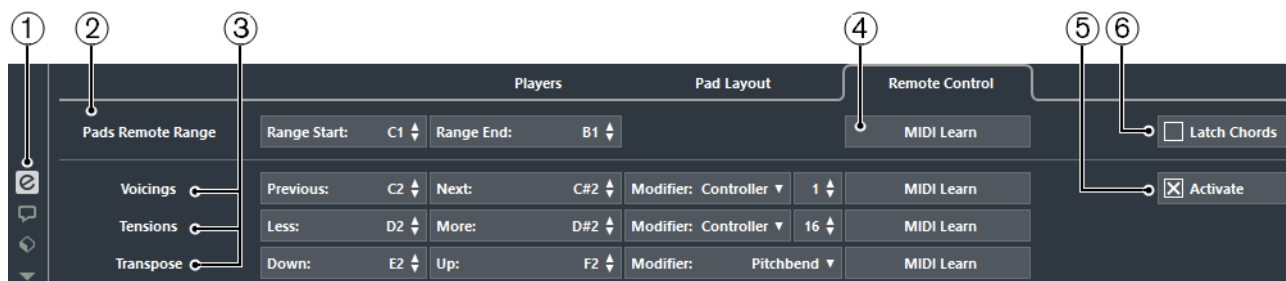 ① ② ③ ④ ⑤ ⑥
Players Pad Layout Remote Control
Pads Remote Range Range Start: C1 Range End: B1 MIDI Learn Latch Chords
Voicings Previous: C2 Next: C#2 Modifier: Controller 1 MIDI Learn Activate
Tensions Less: D2 More: D#2 Modifier: Controller 16 MIDI Learn
Transpose Down: E2 Up: F2 Modifier: Pitchbend MIDI Learn